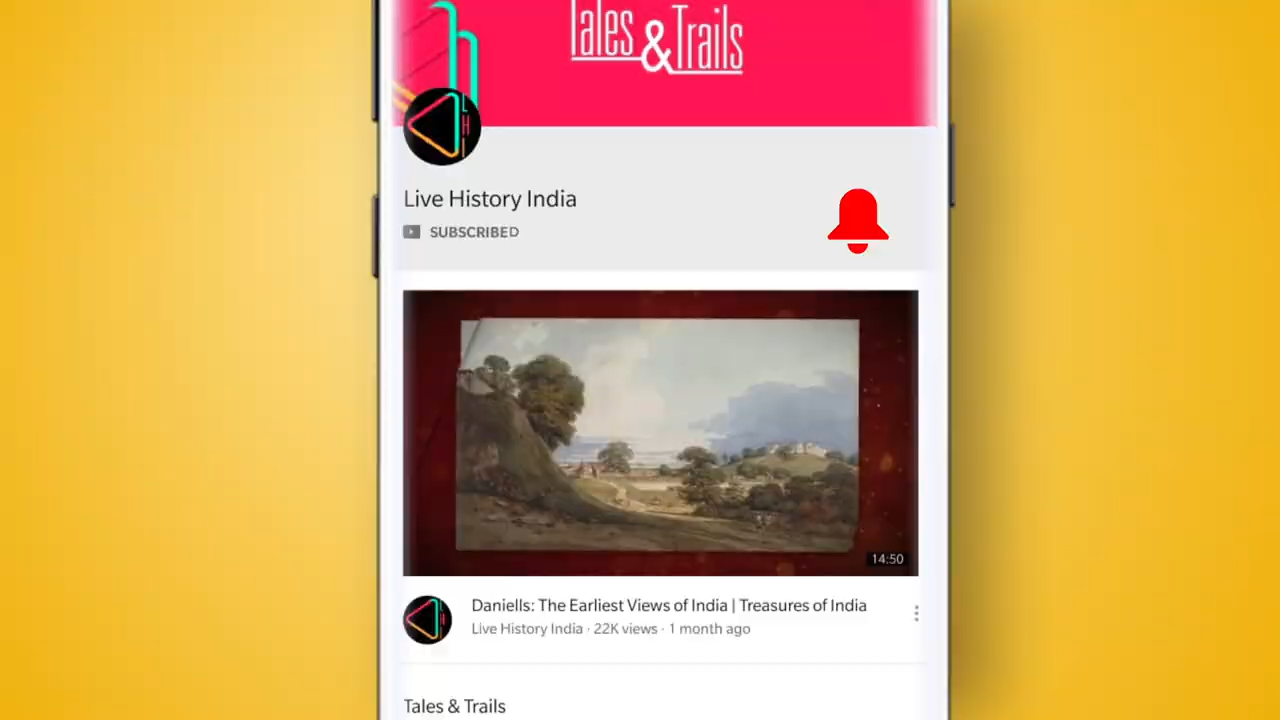 Tales
& Trails
L
H
I
Live History India
SUBSCRIBED
14:50
Daniells: The Earliest Views of India | Treasures of India
Live History India · 22K views · 1 month ago
Tales & Trails